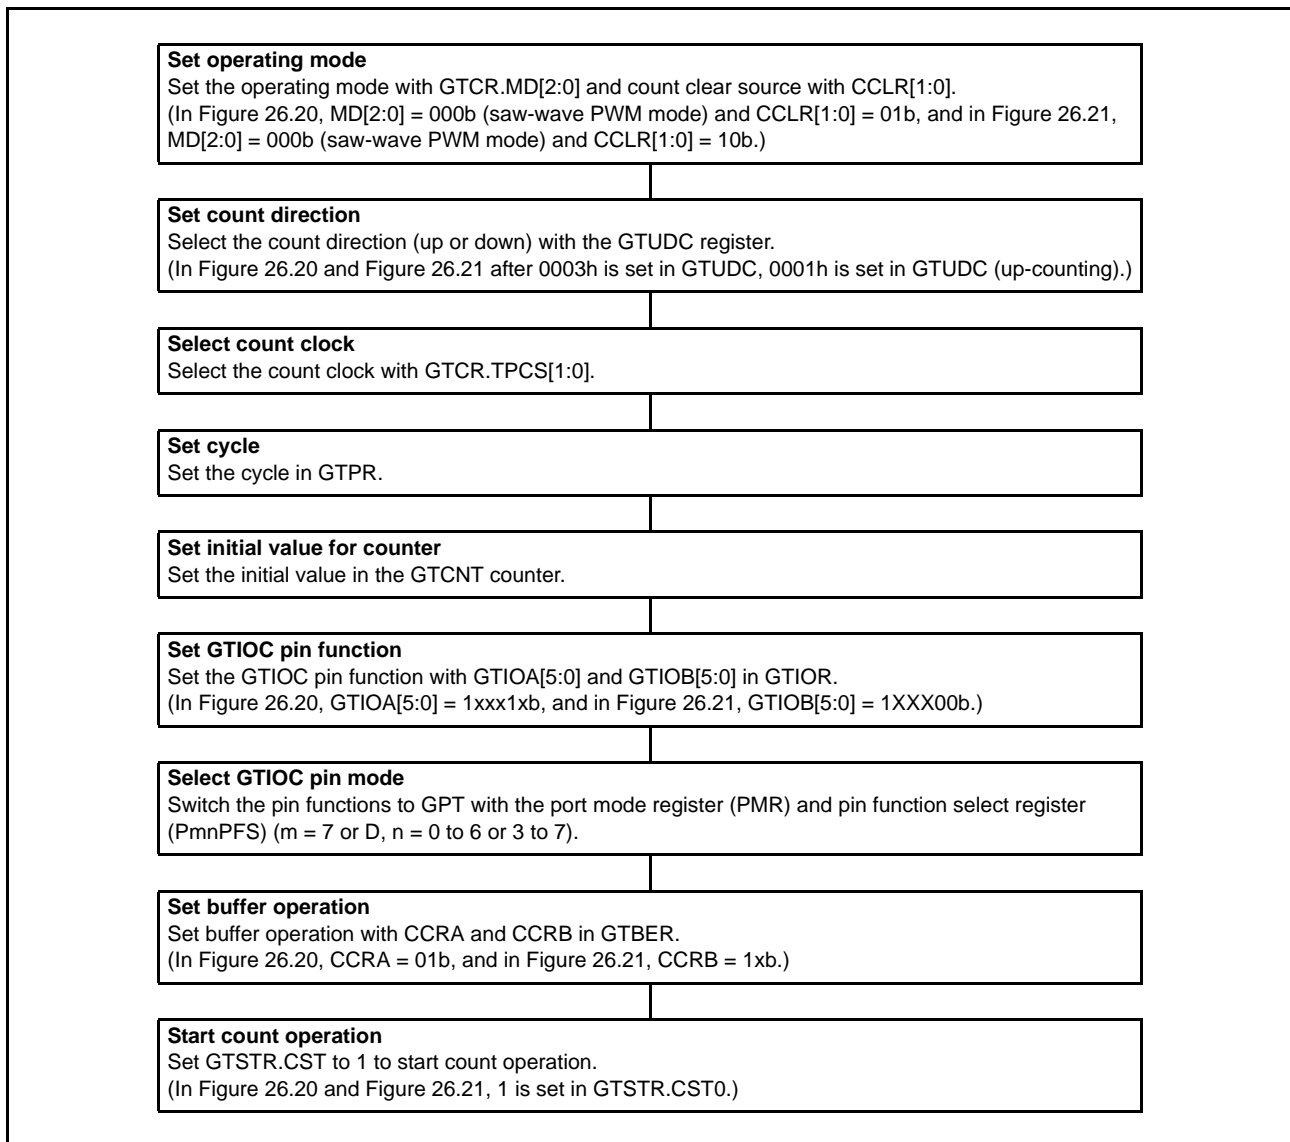 Set operating mode
Set the operating mode with GTCR.MD[2:0] and count clear source with CCLR[1:0].
(In Figure 26.20, MD[2:0] = 000b (saw-wave PWM mode) and CCLR[1:0] = 01b, and in Figure 26.21,
MD[2:0] = 000b (saw-wave PWM mode) and CCLR[1:0] = 10b.)
Set count direction
Select the count direction (up or down) with the GTUDC register.
(In Figure 26.20 and Figure 26.21 after 0003h is set in GTUDC, 0001h is set in GTUDC (up-counting).)
Select count clock
Select the count clock with GTCR.TPCS[1:0].
Set cycle
Set the cycle in GTPR.
Set initial value for counter
Set the initial value in the GTCNT counter.
Set GTIOC pin function
Set the GTIOC pin function with GTIOA[5:0] and GTIOB[5:0] in GTIOR.
(In Figure 26.20, GTIOA[5:0] = 1xxx1xb, and in Figure 26.21, GTIOB[5:0] = 1XXX00b.)
Select GTIOC pin mode
Switch the pin functions to GPT with the port mode register (PMR) and pin function select register
(PmnPFS) (m = 7 or D, n = 0 to 6 or 3 to 7).
Set buffer operation
Set buffer operation with CCRA and CCRB in GTBER.
(In Figure 26.20, CCRA = 01b, and in Figure 26.21, CCRB = 1xb.)
Start count operation
Set GTSTR.CST to 1 to start count operation.
(In Figure 26.20 and Figure 26.21, 1 is set in GTSTR.CST0.)